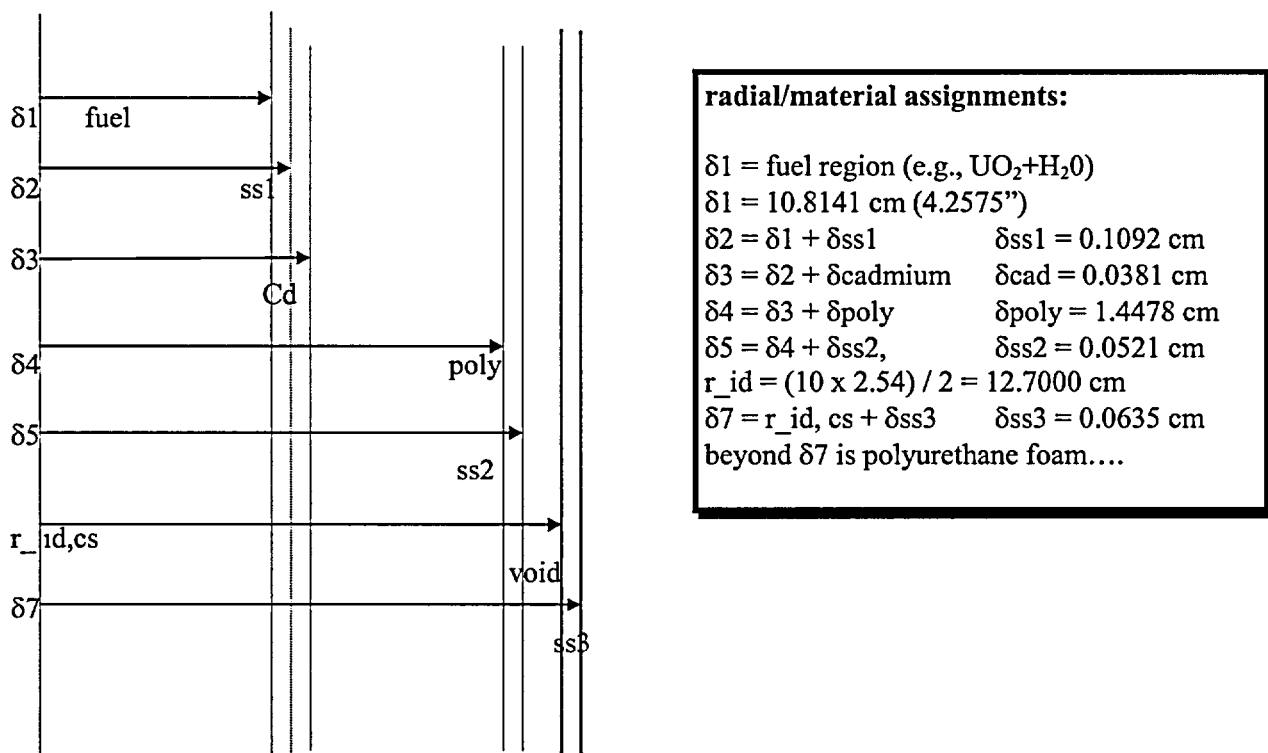 δ1 fuel
δ2 ss1
δ3
Cd
δ4 poly
δ5
ss2
r_id,cs
void
δ7
ss3
radial/material assignments:
δ1 = fuel region (e.g., UO₂+H₂0)
δ1 = 10.8141 cm (4.2575”)
δ2 = δ1 + δss1 δss1 = 0.1092 cm
δ3 = δ2 + δcadmium δcad = 0.0381 cm
δ4 = δ3 + δpoly δpoly = 1.4478 cm
δ5 = δ4 + δss2, δss2 = 0.0521 cm
r_id = (10 x 2.54) / 2 = 12.7000 cm
δ7 = r_id, cs + δss3 δss3 = 0.0635 cm
beyond δ7 is polyurethane foam….